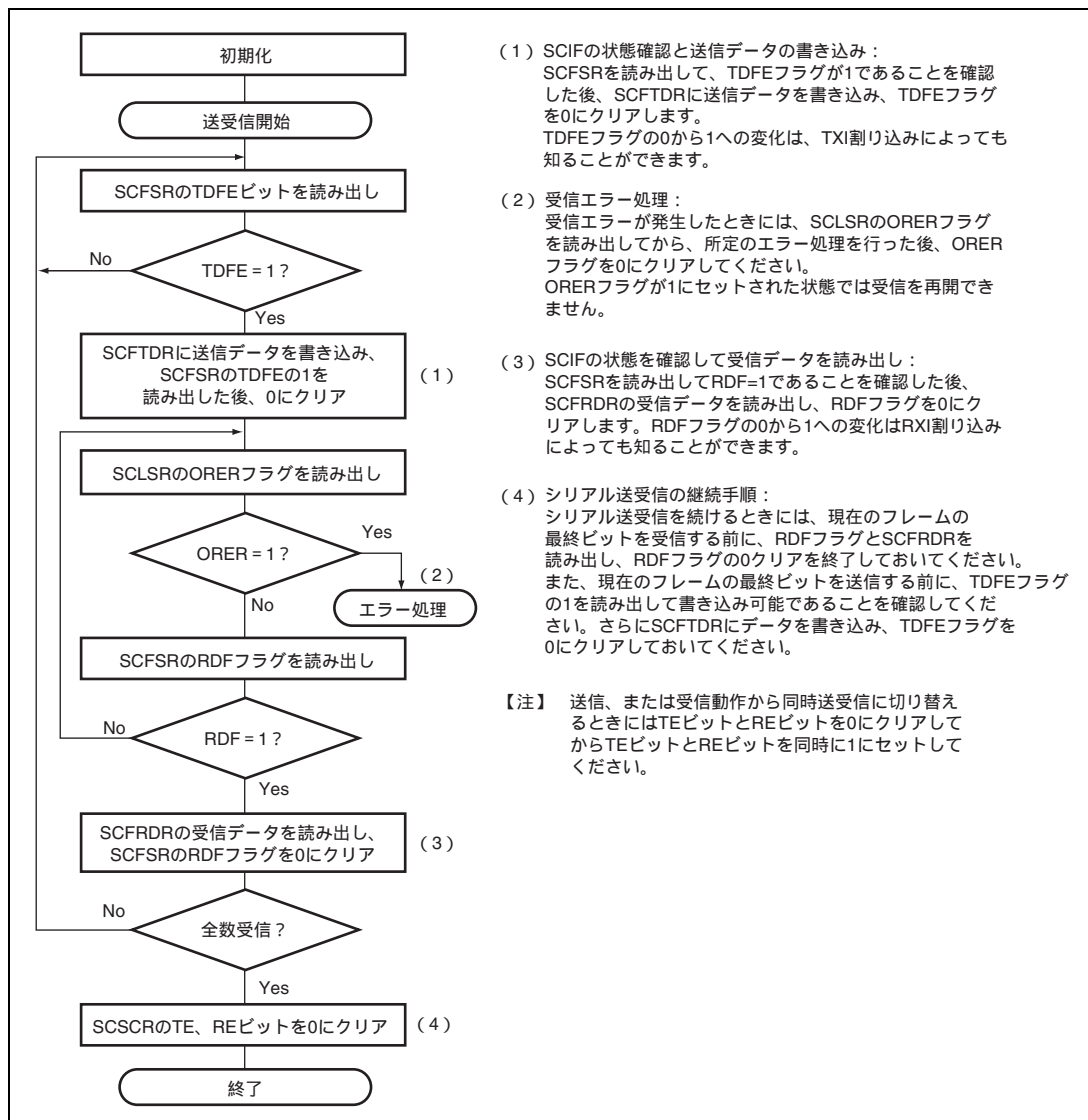 初期化
送受信開始
SCFSRのTDFEビットを読み出し
No
TDFE = 1 ?
Yes
SCFTDRに送信データを書き込み、
SCFSRのTDFEの1を
読み出した後、0にクリア
（1）
SCLSRのORERフラグを読み出し
Yes
ORER = 1 ?
（2）
No
エラー処理
SCFSRのRDFフラグを読み出し
No
RDF = 1 ?
Yes
SCFRDRの受信データを読み出し、
SCFSRのRDFフラグを0にクリア
（3）
No
全数受信？
Yes
SCSCRのTE、REビットを0にクリア
（4）
終了
（1）SCIFの状態確認と送信データの書き込み：
SCFSRを読み出して、TDFEフラグが1であることを確認
した後、SCFTDRに送信データを書き込み、TDFEフラグ
を0にクリアします。
TDFEフラグの0から1への変化は、TXI割り込みによっても
知ることができます。
（2）受信エラー処理：
受信エラーが発生したときには、SCLSRのORERフラグ
を読み出してから、所定のエラー処理を行った後、ORER
フラグを0にクリアしてください。
ORERフラグが1にセットされた状態では受信を再開でき
ません。
（3）SCIFの状態を確認して受信データを読み出し：
SCFSRを読み出してRDF=1であることを確認した後、
SCFRDRの受信データを読み出し、RDFフラグを0にク
リアします。RDFフラグの0から1への変化はRXI割り込み
によっても知ることができます。
（4）シリアル送受信の継続手順：
シリアル送受信を続けるときには、現在のフレームの
最終ビットを受信する前に、RDFフラグとSCFRDRを
読み出し、RDFフラグの0クリアを終了しておいてください。
また、現在のフレームの最終ビットを送信する前に、TDFEフラグ
の1を読み出して書き込み可能であることを確認してくだ
さい。さらにSCFTDRにデータを書き込み、TDFEフラグを
0にクリアしておいてください。
【注】 送信、または受信動作から同時送受信に切り替え
るときにはTEビットとREビットを0にクリアして
からTEビットとREビットを同時に1にセットして
ください。